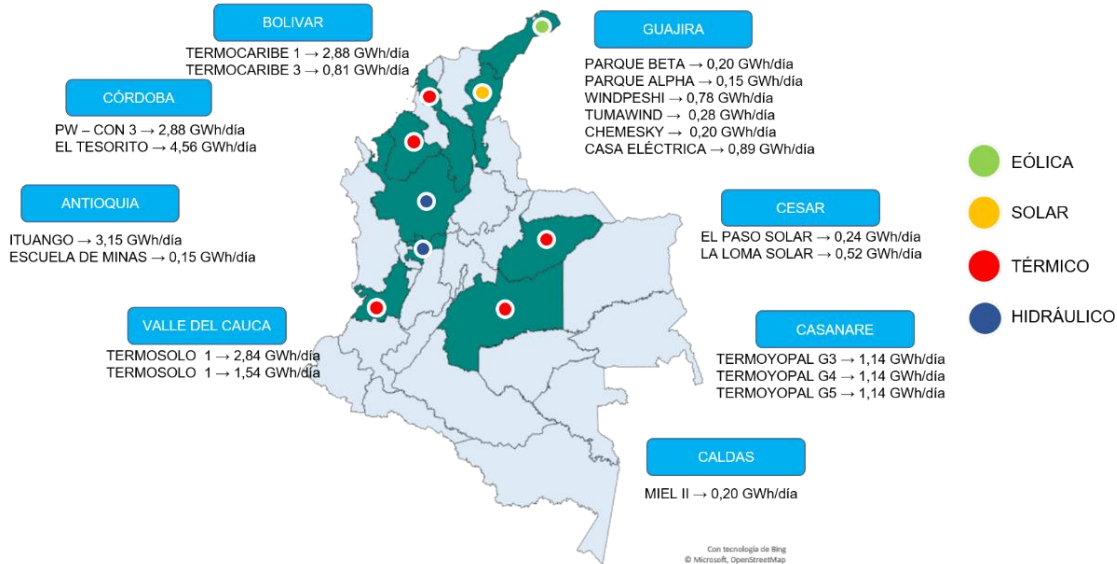 BOLIVAR
TERMOCARIBE 1 → 2,88 GWh/día
TERMOCARIBE 3 → 0,81 GWh/día
CÓRDOBA
PW – CON 3 → 2,88 GWh/día
EL TESORITO → 4,56 GWh/día
ANTIOQUIA
ITUANGO → 3,15 GWh/día
ESCUELA DE MINAS → 0,15 GWh/día
VALLE DEL CAUCA
TERMOSOLO 1 → 2,84 GWh/día
TERMOSOLO 1 → 1,54 GWh/día
GUAJIRA
PARQUE BETA → 0,20 GWh/día
PARQUE ALPHA → 0,15 GWh/día
WINDPESHI → 0,78 GWh/día
TUMAWIND → 0,28 GWh/día
CHEMESKY → 0,20 GWh/día
CASA ELÉCTRICA → 0,89 GWh/día
CESAR
EL PASO SOLAR → 0,24 GWh/día
LA LOMA SOLAR → 0,52 GWh/día
CASANARE
TERMOYOPAL G3 → 1,14 GWh/día
TERMOYOPAL G4 → 1,14 GWh/día
TERMOYOPAL G5 → 1,14 GWh/día
CALDAS
MIEL II → 0,20 GWh/día
EÓLICA
SOLAR
TÉRMICO
HIDRÁULICO
Con tecnología de Bing
© Microsoft, OpenStreetMap